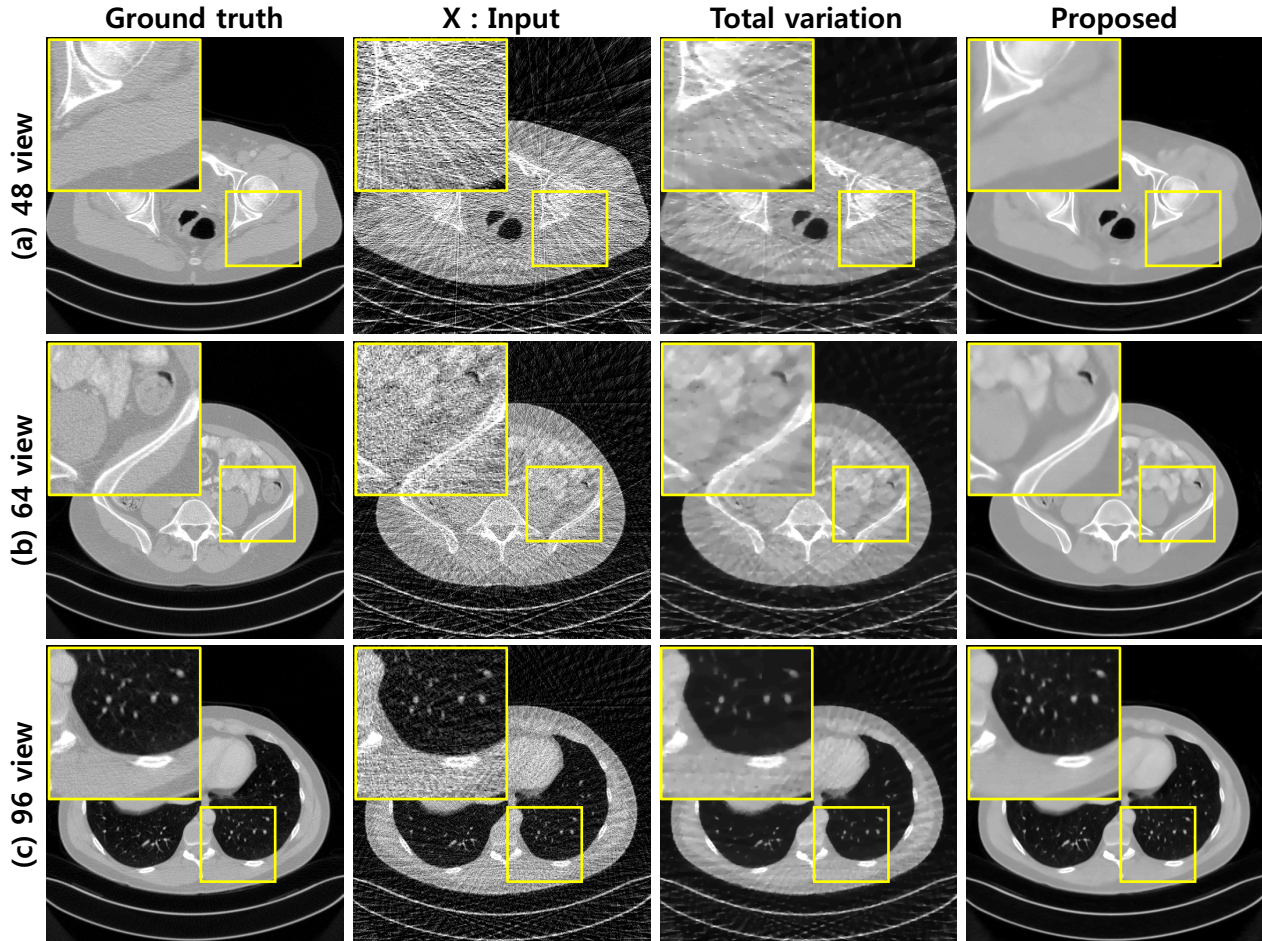 Ground truth
X : Input
Total variation
Proposed
(a) 48 view
(b) 64 view
(c) 96 view